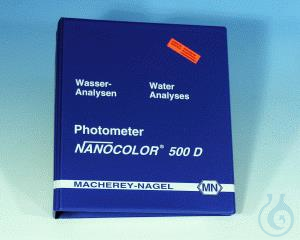 Wasser-
Analysen
Water
Analyses
Photometer
NANOCOLOR® 500 D
MACHEREY-NAGEL
MN